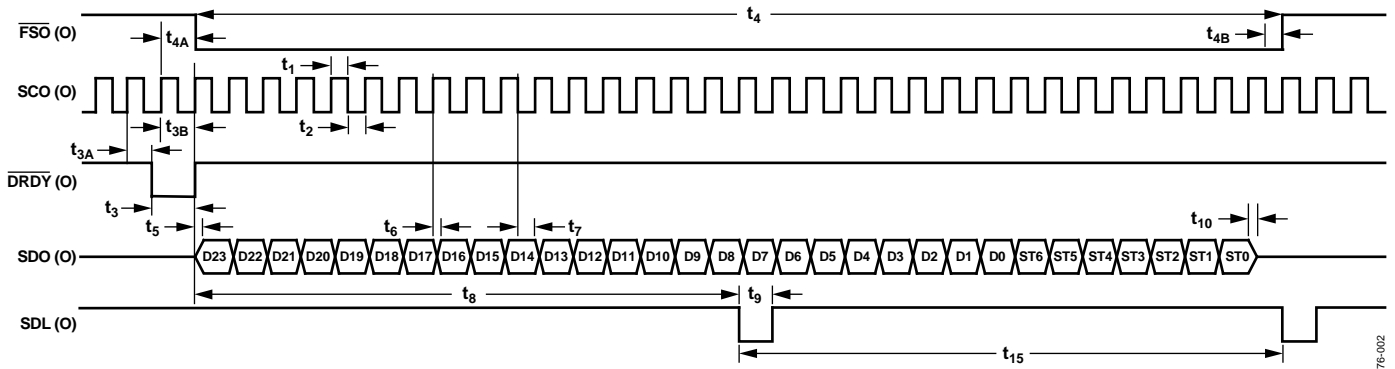 t4
FSO (O)
t4A
t4B
t1
SCO (O)
t3B
t2
t3A
DRDY (O)
t3
t5
t6
t7
t10
SDO (O)
D23 D22 D21 D20 D19 D18 D17 D16 D15 D14 D13 D12 D11 D10 D9 D8 D7 D6 D5 D4 D3 D2 D1 D0 ST6 ST5 ST4 ST3 ST2 ST1 ST0
t8
t9
SDL (O)
t15
76-002